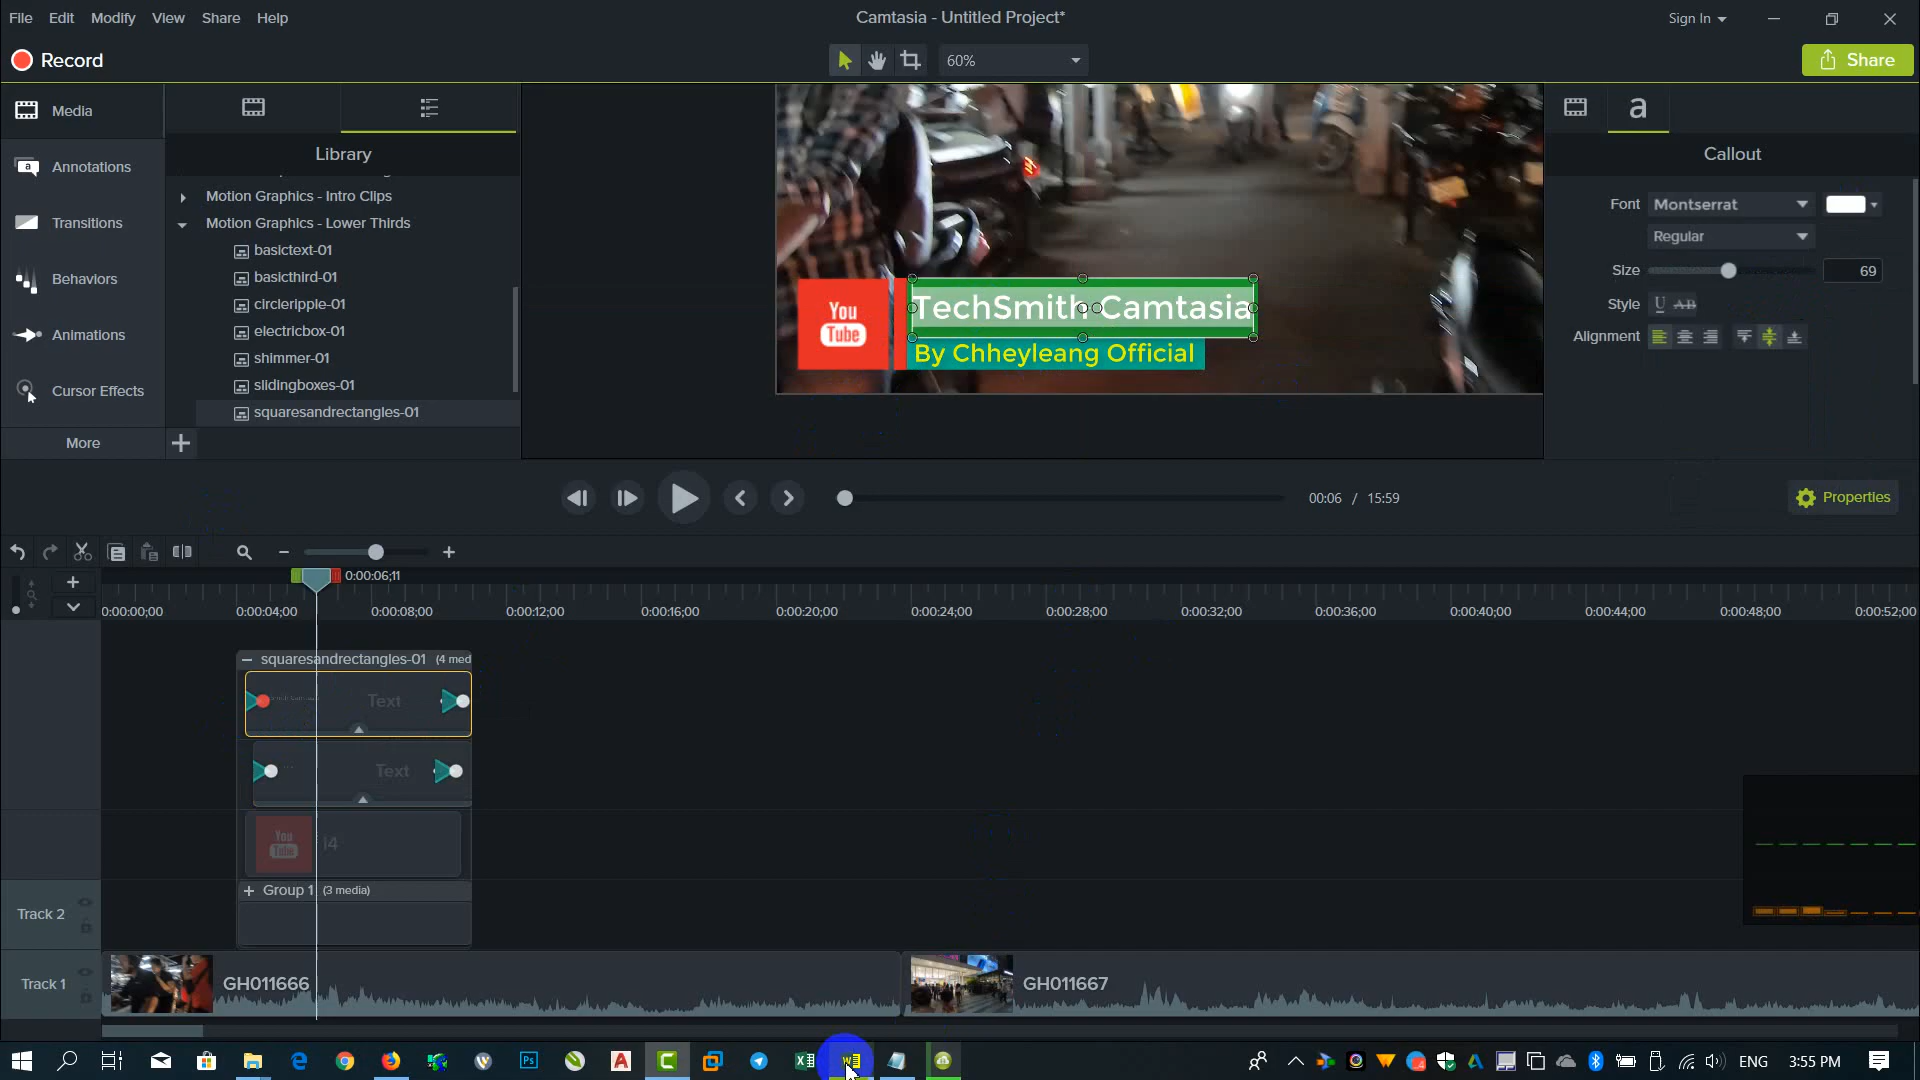 File Edit Modify View Share Help
Camtasia - Untitled Project*
Sign In
Record
60%
Share
Media
Annotations
Transitions
Behaviors
Animations
Cursor Effects
More
Library
Motion Graphics - Intro Clips
Motion Graphics - Lower Thirds
basictext-01
basicthird-01
circleripple-01
electricbox-01
shimmer-01
slidingboxes-01
squaresandrectangles-01
You
Tube
TechSmith Camtasia
By Chheyleang Official
a
Callout
Font Montserrat
Regular
Size 69
Style U AB
Alignment
00:06 / 15:59
Properties
0:00:06;11
0:00:00;00 0:00:04;00 0:00:08;00 0:00:12;00 0:00:16;00 0:00:20;00 0:00:24;00 0:00:28;00 0:00:32;00 0:00:36;00 0:00:40;00 0:00:44;00 0:00:48;00 0:00:52;00
squaresandrectangles-01 (4 med
Text
Text
You
Tube
I4
Group 1 (3 media)
Track 2
Track 1
GH011666
GH011667
Ps
ENG
3:55 PM